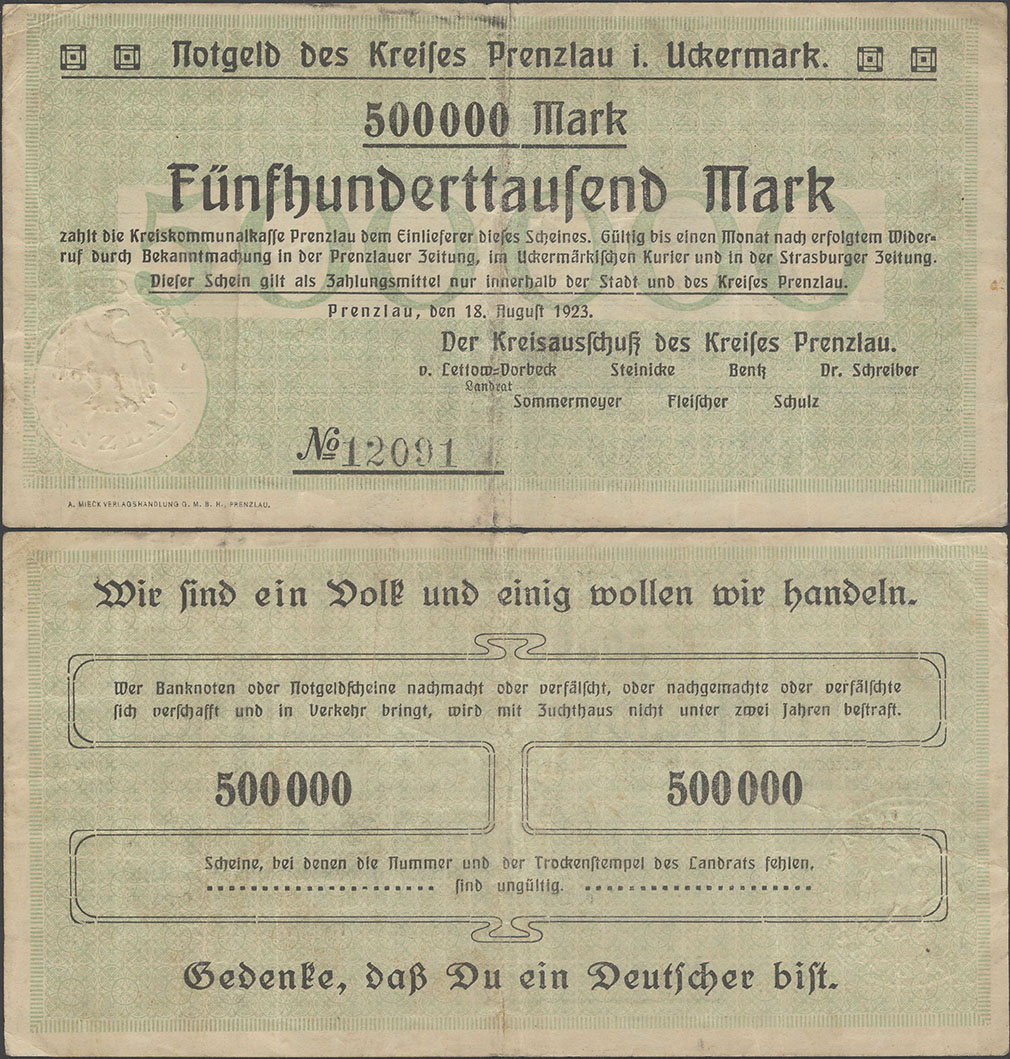 Notgeld des Kreiſes Prenzlau i. Uckermark.
500000 Mark
Fünfhunderttauſend Mark
zahlt die Kreiskommunalkaſſe Prenzlau dem Einlieferer dieſes Scheines. Gültig bis einen Monat nach erfolgtem Wider-
ruf durch Bekanntmachung in der Prenzlauer Zeitung, im Uckermärkiſchen Kurier und in der Strasburger Zeitung.
Dieſer Schein gilt als Zahlungsmittel nur innerhalb der Stadt und des Kreiſes Prenzlau.
Prenzlau, den 18. Auguſt 1923.
Der Kreisausſchuß des Kreiſes Prenzlau.
v. Lettow-Vorbeck Steinicke Bentz Dr. Schreiber
Landrat
Sommermeyer Fleiſcher Schulz
№ 12091
A. MIECK VERLAGSHANDLUNG G. M. B. H., PRENZLAU.
Wir ſind ein Volk und einig wollen wir handeln.
Wer Banknoten oder Notgeldſcheine nachmacht oder verfälſcht, oder nachgemachte oder verfälſchte
ſich verſchafft und in Verkehr bringt, wird mit Zuchthaus nicht unter zwei Jahren beſtraft.
500000 500000
Scheine, bei denen die Nummer und der Trockenſtempel des Landrats fehlen,
ſind ungültig.
Gedenke, daß Du ein Deutſcher biſt.